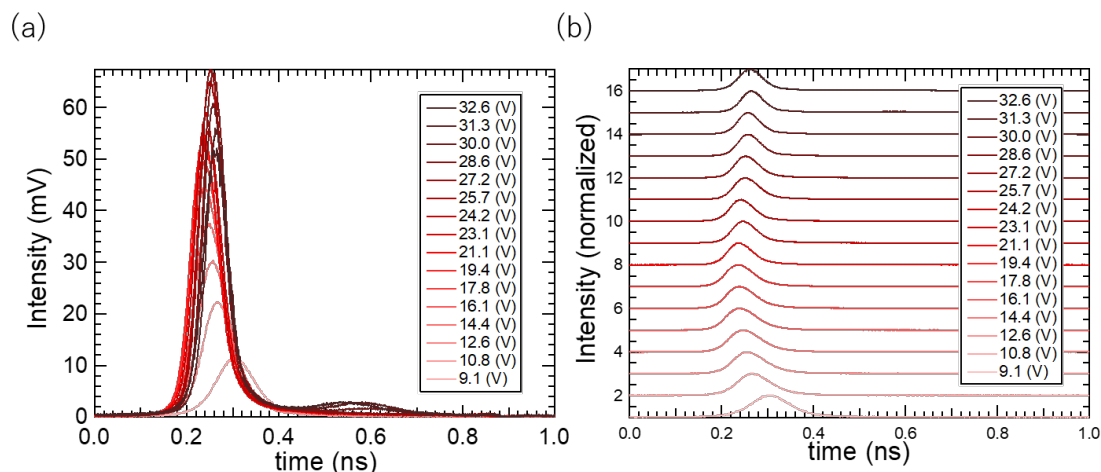 (a)
(b)
Intensity (mV)
60
50
40
30
20
10
0
32.6 (V)
31.3 (V)
30.0 (V)
28.6 (V)
27.2 (V)
25.7 (V)
24.2 (V)
23.1 (V)
21.1 (V)
19.4 (V)
17.8 (V)
16.1 (V)
14.4 (V)
12.6 (V)
10.8 (V)
9.1 (V)
0.0 0.2 0.4 0.6 0.8 1.0
time (ns)
Intensity (normalized)
16
14
12
10
8
6
4
2
32.6 (V)
31.3 (V)
30.0 (V)
28.6 (V)
27.2 (V)
25.7 (V)
24.2 (V)
23.1 (V)
21.1 (V)
19.4 (V)
17.8 (V)
16.1 (V)
14.4 (V)
12.6 (V)
10.8 (V)
9.1 (V)
0.0 0.2 0.4 0.6 0.8 1.0
time (ns)